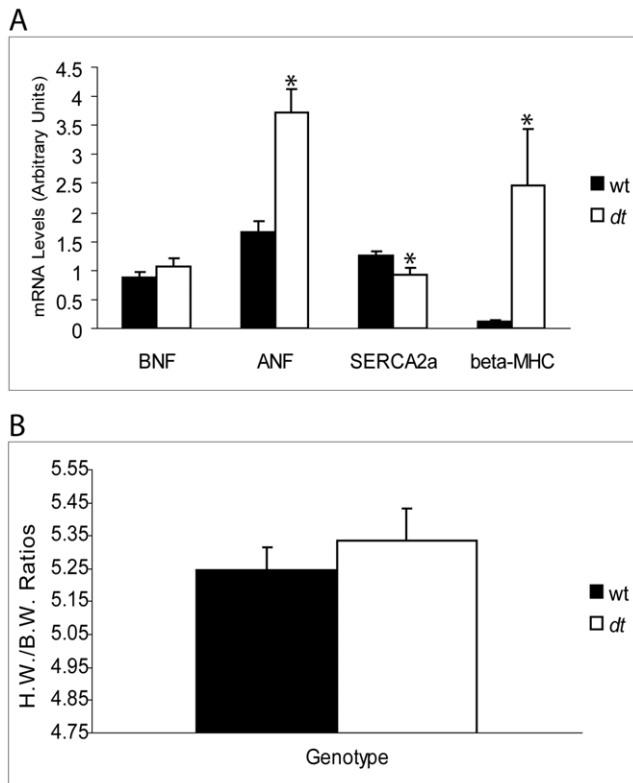 A
mRNA Levels (Arbitrary Units)
4.5
4
3.5
3
2.5
2
1.5
1
0.5
0
*
*
*
BNF ANF SERCA2a beta-MHC
wt
dt
B
H.W./B.W. Ratios
5.55
5.45
5.35
5.25
5.15
5.05
4.95
4.85
4.75
Genotype
wt
dt